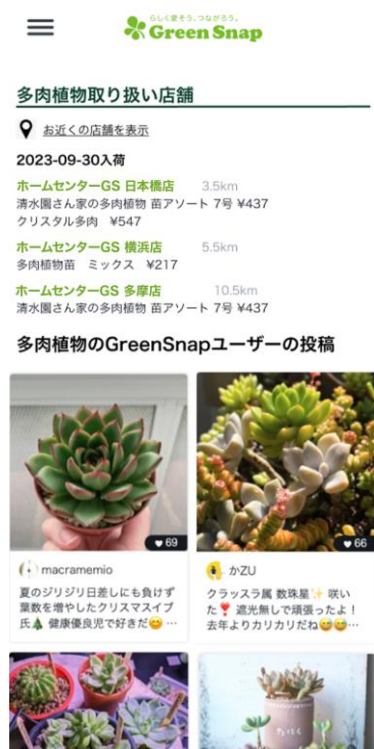 らしく愛そう、つながろう。
Green Snap
多肉植物取り扱い店舗
お近くの店舗を表示
2023-09-30入荷
ホームセンターGS 日本橋店 3.5km
清水園さん家の多肉植物 苗アソート 7号 ¥437
クリスタル多肉 ¥547
ホームセンターGS 横浜店 5.5km
多肉植物苗 ミックス ¥217
ホームセンターGS 多摩店 10.5km
清水園さん家の多肉植物 苗アソート 7号 ¥437
多肉植物のGreenSnapユーザーの投稿
69
66
macramemio
夏のジリジリ日差しにも負けず
葉数を増やしたクリスマスイブ
氏🎄 健康優良児で好きだ😊 …
かZU
クラッスラ属 数珠星✨ 咲い
た❣️ 遮光無しで頑張ったよ！
去年よりカリカリだね😅😅…